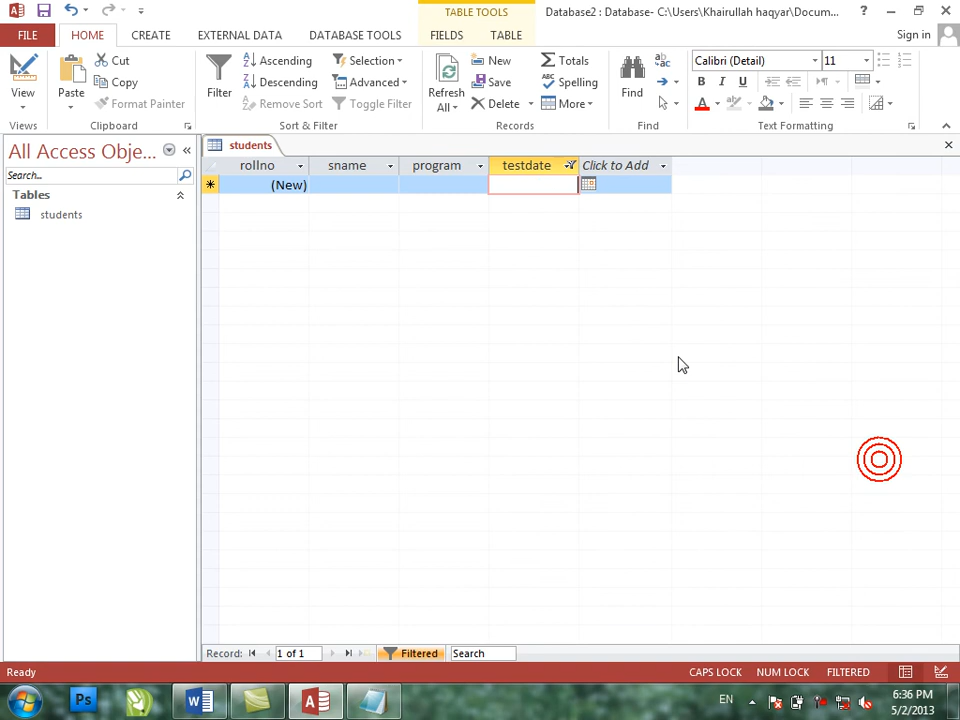 TABLE TOOLS
Database2 : Database- C:\Users\Khairullah haqyar\Docum...
FILE HOME CREATE EXTERNAL DATA DATABASE TOOLS FIELDS TABLE Sign in
View
Views
Paste
Cut
Copy
Format Painter
Clipboard
Filter
Ascending
Descending
Remove Sort
Selection
Advanced
Toggle Filter
Sort & Filter
Refresh All
New
Save
Delete
Totals
Spelling
More
Records
Find
Find
Calibri (Detail) 11
B I U
Text Formatting
All Access Obje...
Search...
Tables
students
students
rollno sname program testdate Click to Add
(New)
Record: 1 of 1 Filtered Search
Ready CAPS LOCK NUM LOCK FILTERED
Ps
EN
6:36 PM
5/2/2013